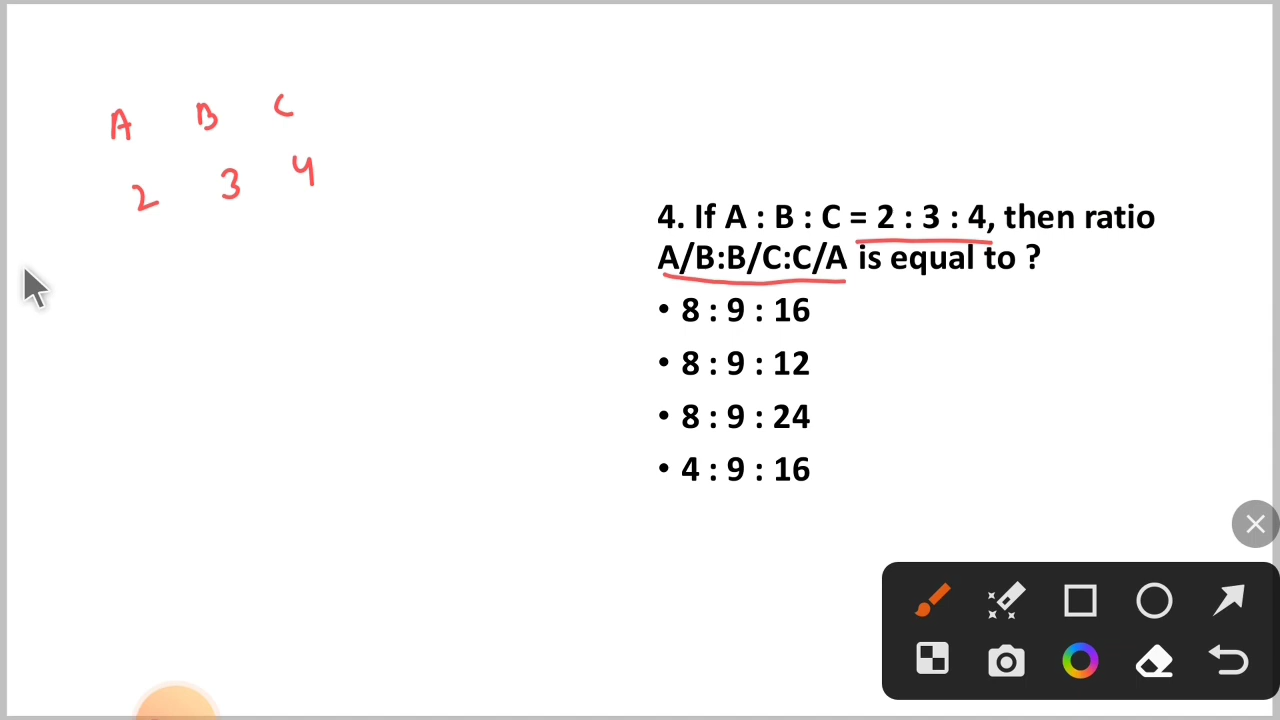 A B C
2 3 4
4. If A : B : C = 2 : 3 : 4, then ratio
A/B:B/C:C/A is equal to ?
• 8 : 9 : 16
• 8 : 9 : 12
• 8 : 9 : 24
• 4 : 9 : 16